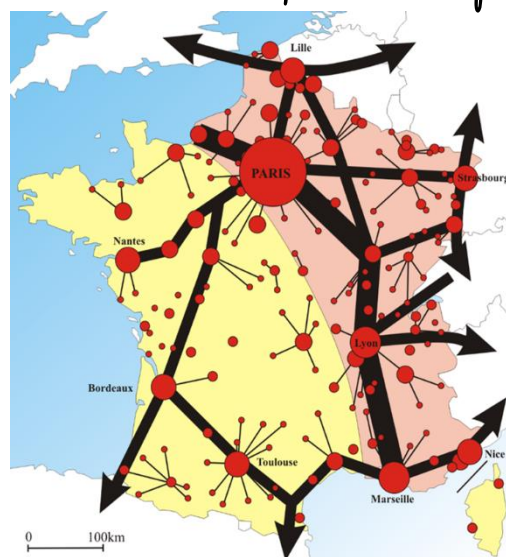 Lille
PARIS
Strasbourg
Nantes
Lyon
Bordeaux
Toulouse
Nice
Marseille
0 100km